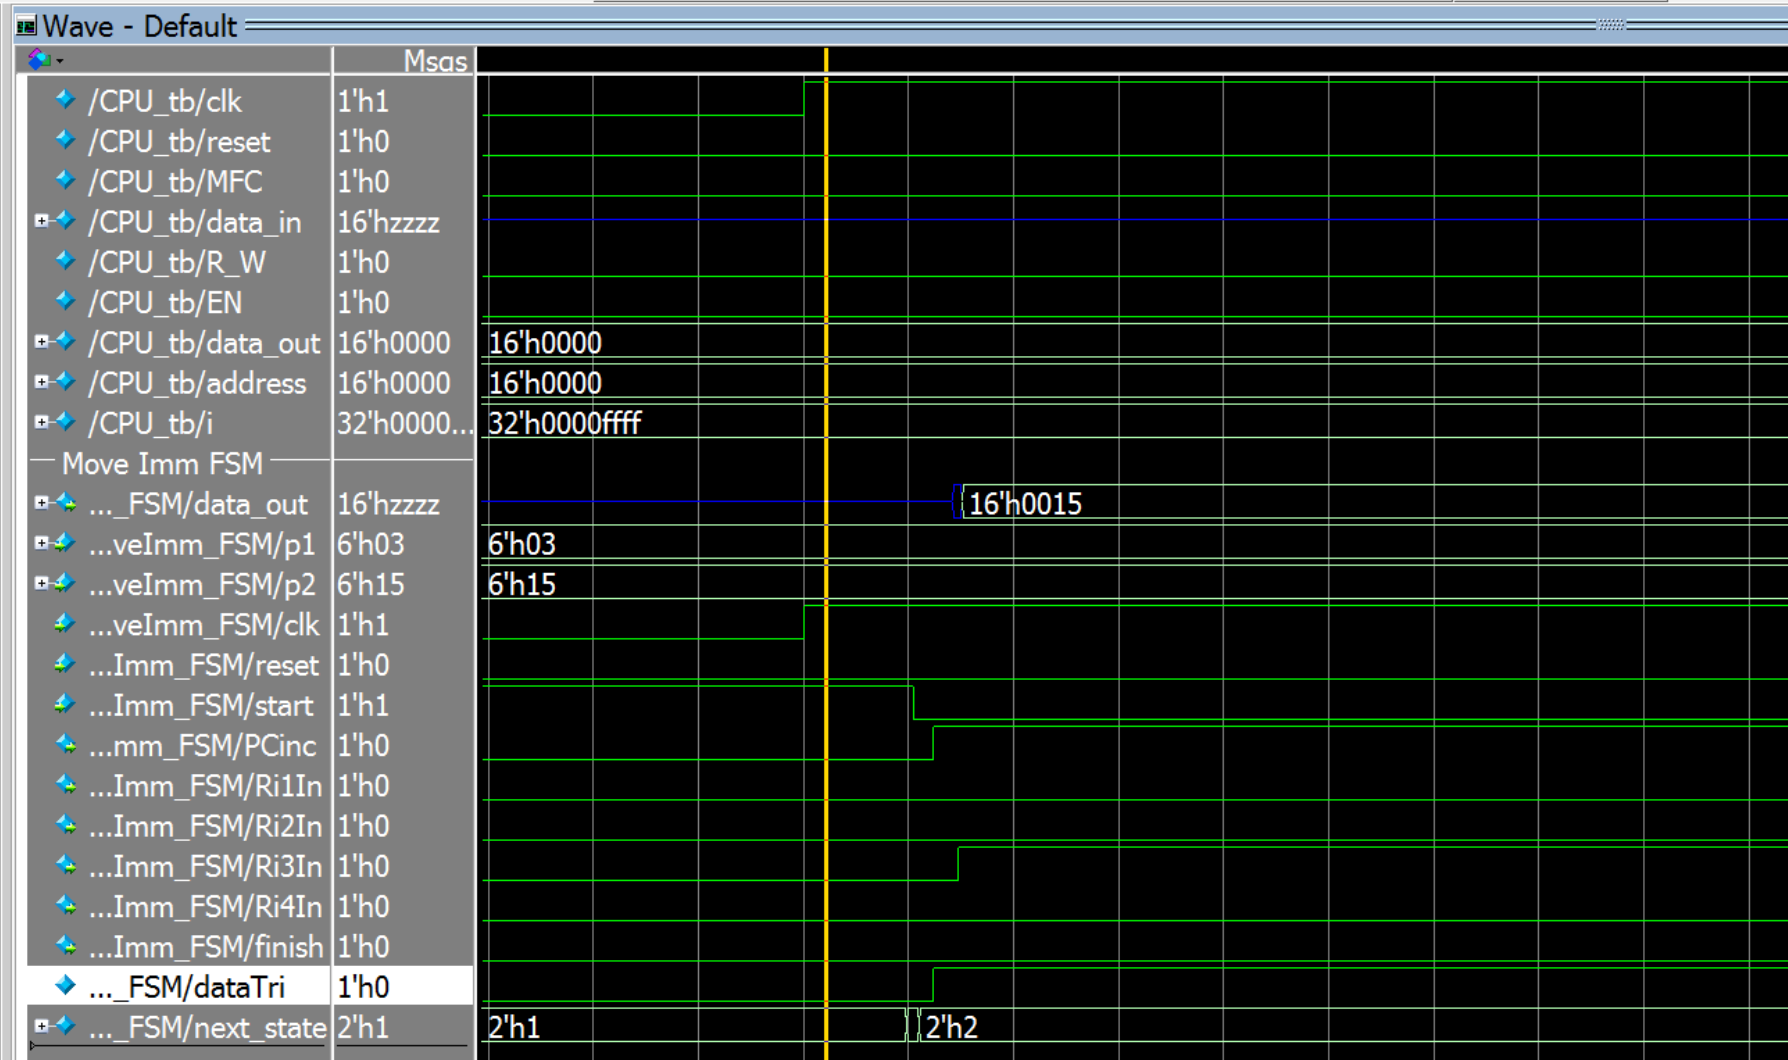 Wave - Default
Msgs
/CPU_tb/clk 1'h1
/CPU_tb/reset 1'h0
/CPU_tb/MFC 1'h0
/CPU_tb/data_in 16'hzzzz
/CPU_tb/R_W 1'h0
/CPU_tb/EN 1'h0
/CPU_tb/data_out 16'h0000 16'h0000
/CPU_tb/address 16'h0000 16'h0000
/CPU_tb/i 32'h0000... 32'h0000ffff
Move Imm FSM
..._FSM/data_out 16'hzzzz 16'h0015
...veImm_FSM/p1 6'h03 6'h03
...veImm_FSM/p2 6'h15 6'h15
...veImm_FSM/clk 1'h1
...Imm_FSM/reset 1'h0
...Imm_FSM/start 1'h1
...mm_FSM/PCinc 1'h0
...Imm_FSM/Ri1In 1'h0
...Imm_FSM/Ri2In 1'h0
...Imm_FSM/Ri3In 1'h0
...Imm_FSM/Ri4In 1'h0
...Imm_FSM/finish 1'h0
..._FSM/dataTri 1'h0
..._FSM/next_state 2'h1 2'h1 2'h2